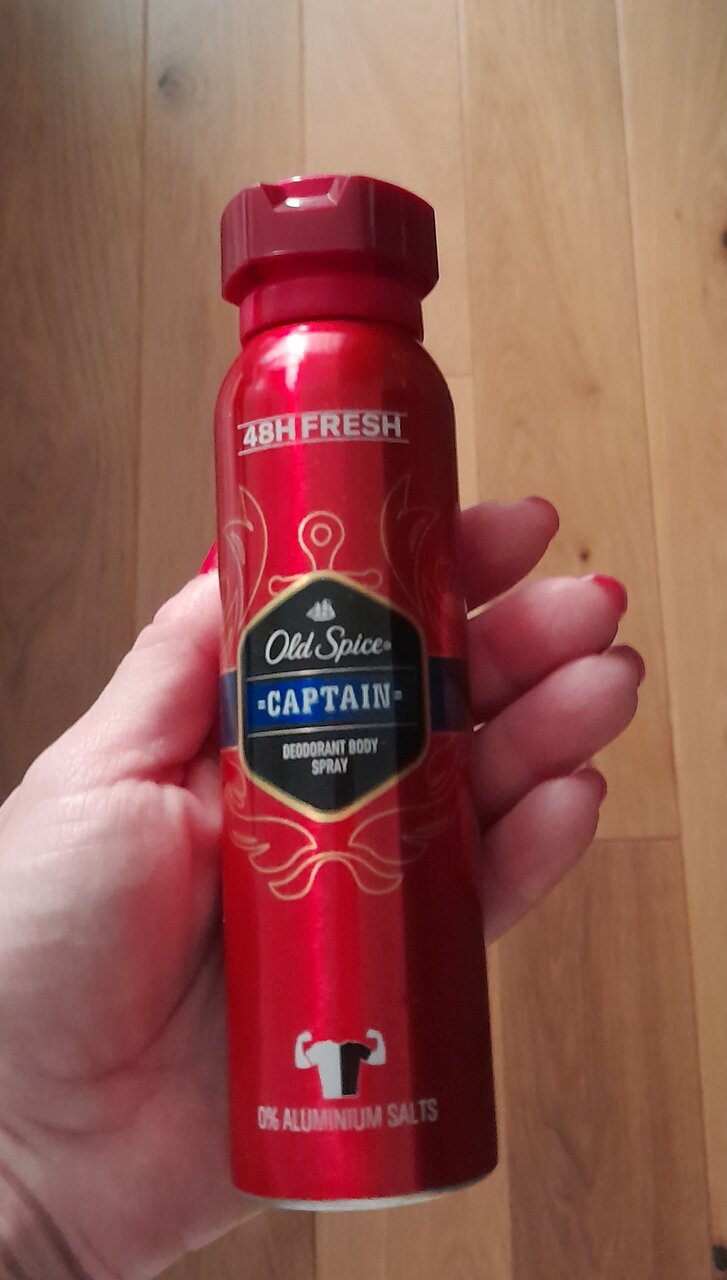 48H FRESH
Old Spice
-CAPTAIN-
DEODORANT BODY
SPRAY
0% ALUMINIUM SALTS